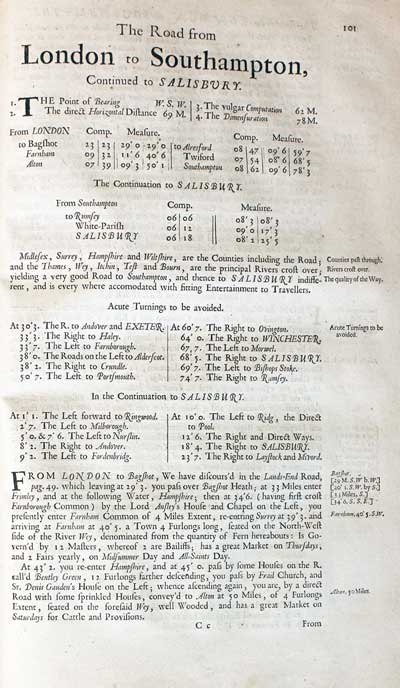 101
The Road from
London to Southampton,
Continued to SALISBURY.
1. THE Point of Bearing W. S. W. 3. The vulgar Computation 62 M.
2. The direct Horizontal Distance 69 M. 4. The Dimensuration 78 M.
From LONDON Comp. Measure. Comp. Measure.
to Bagshot 23 23 29'0 29'0 to Alresford 08 47 09'6 59'7
Farnham 09 32 11'6 40'6 Twiford 07 54 08'6 68'5
Alton 07 39 09'3 50'1 Southampton 08 62 09'6 78'3
The Continuation to SALISBURY.
From Southampton Comp. Measure.
to Rumsey 06 06 08'3 08'3
White-Parish 06 12 09'0 17'3
SALISBURY 06 18 08'2 25'5
Midlesex, Surrey, Hampshire and Wiltshire, are the Counties including the Road; Counties past through.
and the Thames, Wey, Itchin, Test and Bourn, are the principal Rivers crost over; Rivers crost over.
yielding a very good Road to Southampton, and thence to SALISBURY indiffe- The quality of the Way.
rent, and is every where accomodated with fitting Entertainment to Travellers.
Acute Turnings to be avoided.
At 30'3. The R. to Andover and EXETER. At 60'7. The Right to Ovington. Acute Turnings to be
33'3. The Right to Haley. 64'0. The Right to WINCHESTER. avoided.
33'7. The Left to Farnborough. 67'7. The Left to Morwel.
38'0. The Roads on the Left to Aldersfot. 68'5. The Right to SALISBURY.
38'2. The Right to Crundle. 69'7. The Left to Bishops Stoke.
50'7. The Left to Portsmouth. 74'7. The Right to Ramsey.
In the Continuation to SALISBURY.
At 1'1. The Left forward to Ringwood. At 10'0. The Left to Ridg, the Direct
2'7. The Left to Milborough. to Pool.
5'0. & 7'6. The Left to Nurslin. 12'6. The Right and Direct Ways.
8'2. The Right to Andover. 18'4. The Right to SALISBURY.
9'2. The Left to Fordenbridg. 23'7. The Right to Laystock and
FROM LONDON to Bagshot, We have discours'd in the Lands-End Road, Bagshot.
pag. 49. which leaving at 29'3. you pass over Bagshot Heath; at 33 Miles enter
Frimley, and at the following Water, Hampshire; then at 34'6. (having first crost
Farnborough Common) by the Lord Anssey's House and Chapel on the Left, you
presently enter Farnham Common of 4 Miles Extent, re-entring Surrey at 39'3. and Farnham, 40'5. S.W.
arriving at Farnham at 40'5. a Town 4 Furlongs long, seated on the North-West
side of the River Wey, denominated from the quantity of Fern hereabouts: Is Go-
vern'd by 12 Masters, whereof 2 are Bailiffs; has a great Market on Thursdays,
and 2 Fairs yearly, on Midsummer Day and All-Saints Day.
At 43'2. you re-enter Hampshire, and at 45'0. pass by some Houses on the R.
call'd Bentley Green, 12 Furlongs farther descending, you pass by Froil Church, and
Sr. Denis Gauden's House on the Left; whence ascending again, you are, by a direct
Road with some sprinkled Houses, convey'd to Alton at 50 Miles, of 4 Furlongs Alton. 50 Miles.
Extent, seated on the foresaid Wey, well Wooded, and has a great Market on
Saturdays for Cattle and Provisions.
C c From